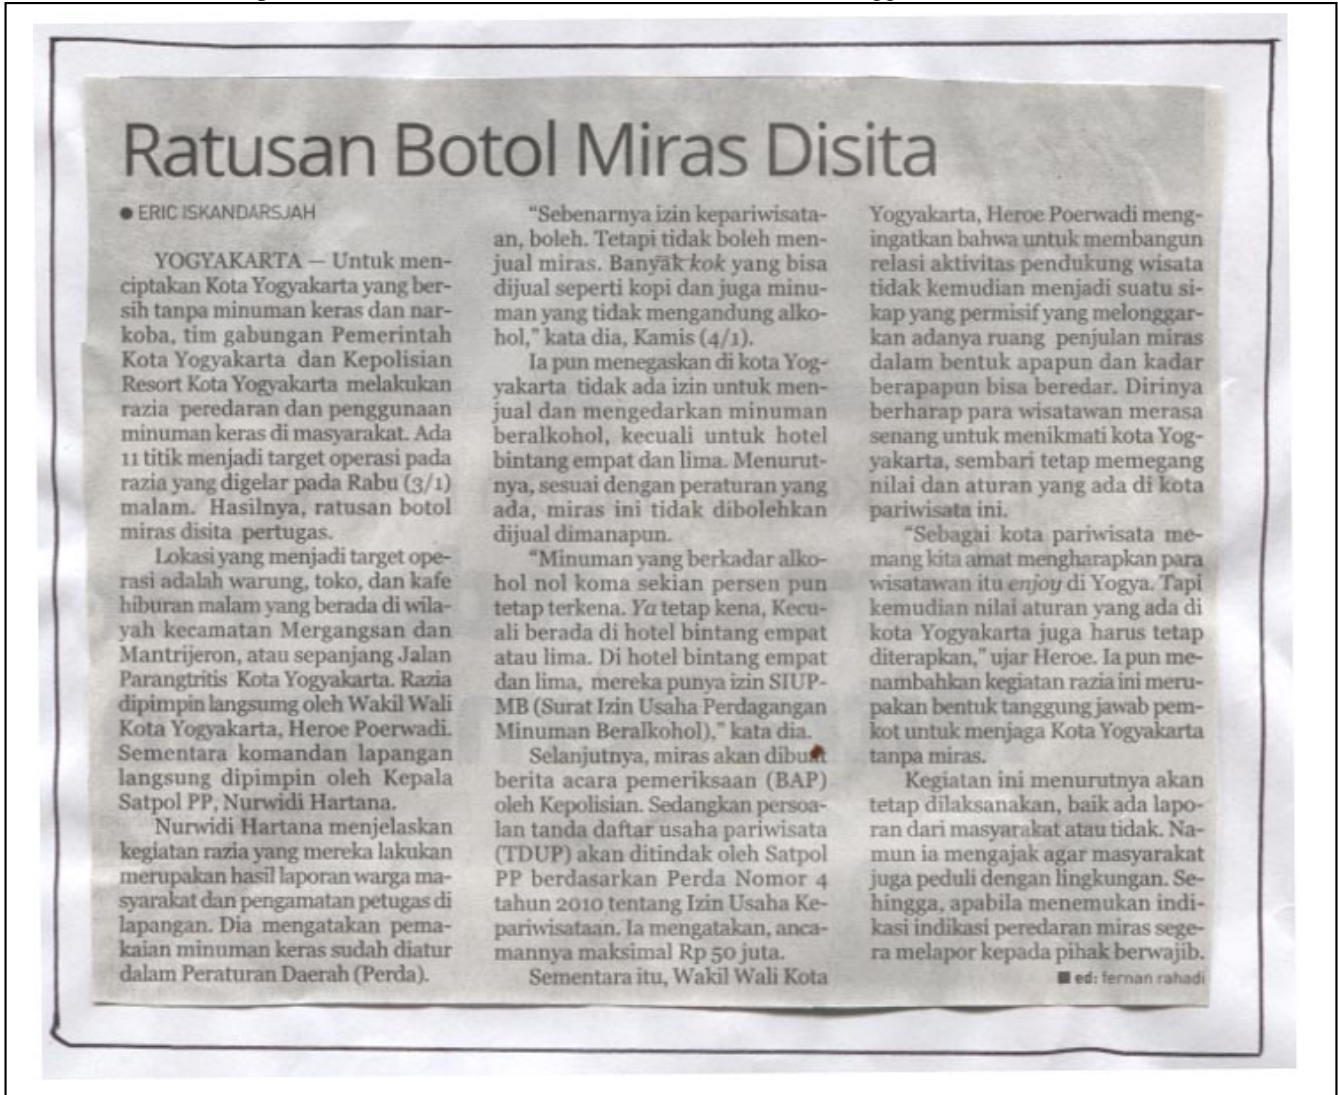 Ratusan Botol Miras Disita
● ERIC ISKANDARSJAH
YOGYAKARTA — Untuk men-
ciptakan Kota Yogyakarta yang ber-
sih tanpa minuman keras dan nar-
koba, tim gabungan Pemerintah
Kota Yogyakarta dan Kepolisian
Resort Kota Yogyakarta melakukan
razia peredaran dan penggunaan
minuman keras di masyarakat. Ada
11 titik menjadi target operasi pada
razia yang digelar pada Rabu (3/1)
malam. Hasilnya, ratusan botol
miras disita pertugas.
Lokasi yang menjadi target ope-
rasi adalah warung, toko, dan kafe
hiburan malam yang berada di wila-
yah kecamatan Mergangsan dan
Mantrijeron, atau sepanjang Jalan
Parangtritis Kota Yogyakarta. Razia
dipimpin langsumg oleh Wakil Wali
Kota Yogyakarta, Heroe Poerwadi.
Sementara komandan lapangan
langsung dipimpin oleh Kepala
Satpol PP, Nurwidi Hartana.
Nurwidi Hartana menjelaskan
kegiatan razia yang mereka lakukan
merupakan hasil laporan warga ma-
syarakat dan pengamatan petugas di
lapangan. Dia mengatakan pema-
kaian minuman keras sudah diatur
dalam Peraturan Daerah (Perda).
"Sebenarnya izin kepariwisata-
an, boleh. Tetapi tidak boleh men-
jual miras. Banyak kok yang bisa
dijual seperti kopi dan juga minu-
man yang tidak mengandung alko-
hol," kata dia, Kamis (4/1).
Ia pun menegaskan di kota Yog-
yakarta tidak ada izin untuk men-
jual dan mengedarkan minuman
beralkohol, kecuali untuk hotel
bintang empat dan lima. Menurut-
nya, sesuai dengan peraturan yang
ada, miras ini tidak dibolehkan
dijual dimanapun.
"Minuman yang berkadar alko-
hol nol koma sekian persen pun
tetap terkena. Ya tetap kena, Kecu-
ali berada di hotel bintang empat
atau lima. Di hotel bintang empat
dan lima, mereka punya izin SIUP-
MB (Surat Izin Usaha Perdagangan
Minuman Beralkohol)," kata dia.
Selanjutnya, miras akan dibuat
berita acara pemeriksaan (BAP)
oleh Kepolisian. Sedangkan persoa-
lan tanda daftar usaha pariwisata
(TDUP) akan ditindak oleh Satpol
PP berdasarkan Perda Nomor 4
tahun 2010 tentang Izin Usaha Ke-
pariwisataan. Ia mengatakan, anca-
mannya maksimal Rp 50 juta.
Sementara itu, Wakil Wali Kota
Yogyakarta, Heroe Poerwadi meng-
ingatkan bahwa untuk membangun
relasi aktivitas pendukung wisata
tidak kemudian menjadi suatu si-
kap yang permisif yang melonggar-
kan adanya ruang penjulan miras
dalam bentuk apapun dan kadar
berapapun bisa beredar. Dirinya
berharap para wisatawan merasa
senang untuk menikmati kota Yog-
yakarta, sembari tetap memegang
nilai dan aturan yang ada di kota
pariwisata ini.
"Sebagai kota pariwisata me-
mang kita amat mengharapkan para
wisatawan itu enjoy di Yogya. Tapi
kemudian nilai aturan yang ada di
kota Yogyakarta juga harus tetap
diterapkan," ujar Heroe. Ia pun me-
nambahkan kegiatan razia ini meru-
pakan bentuk tanggung jawab pem-
kot untuk menjaga Kota Yogyakarta
tanpa miras.
Kegiatan ini menurutnya akan
tetap dilaksanakan, baik ada lapo-
ran dari masyarakat atau tidak. Na-
mun ia mengajak agar masyarakat
juga peduli dengan lingkungan. Se-
hingga, apabila menemukan indi-
kasi indikasi peredaran miras sege-
ra melapor kepada pihak berwajib.
■ ed: fernan rahadi